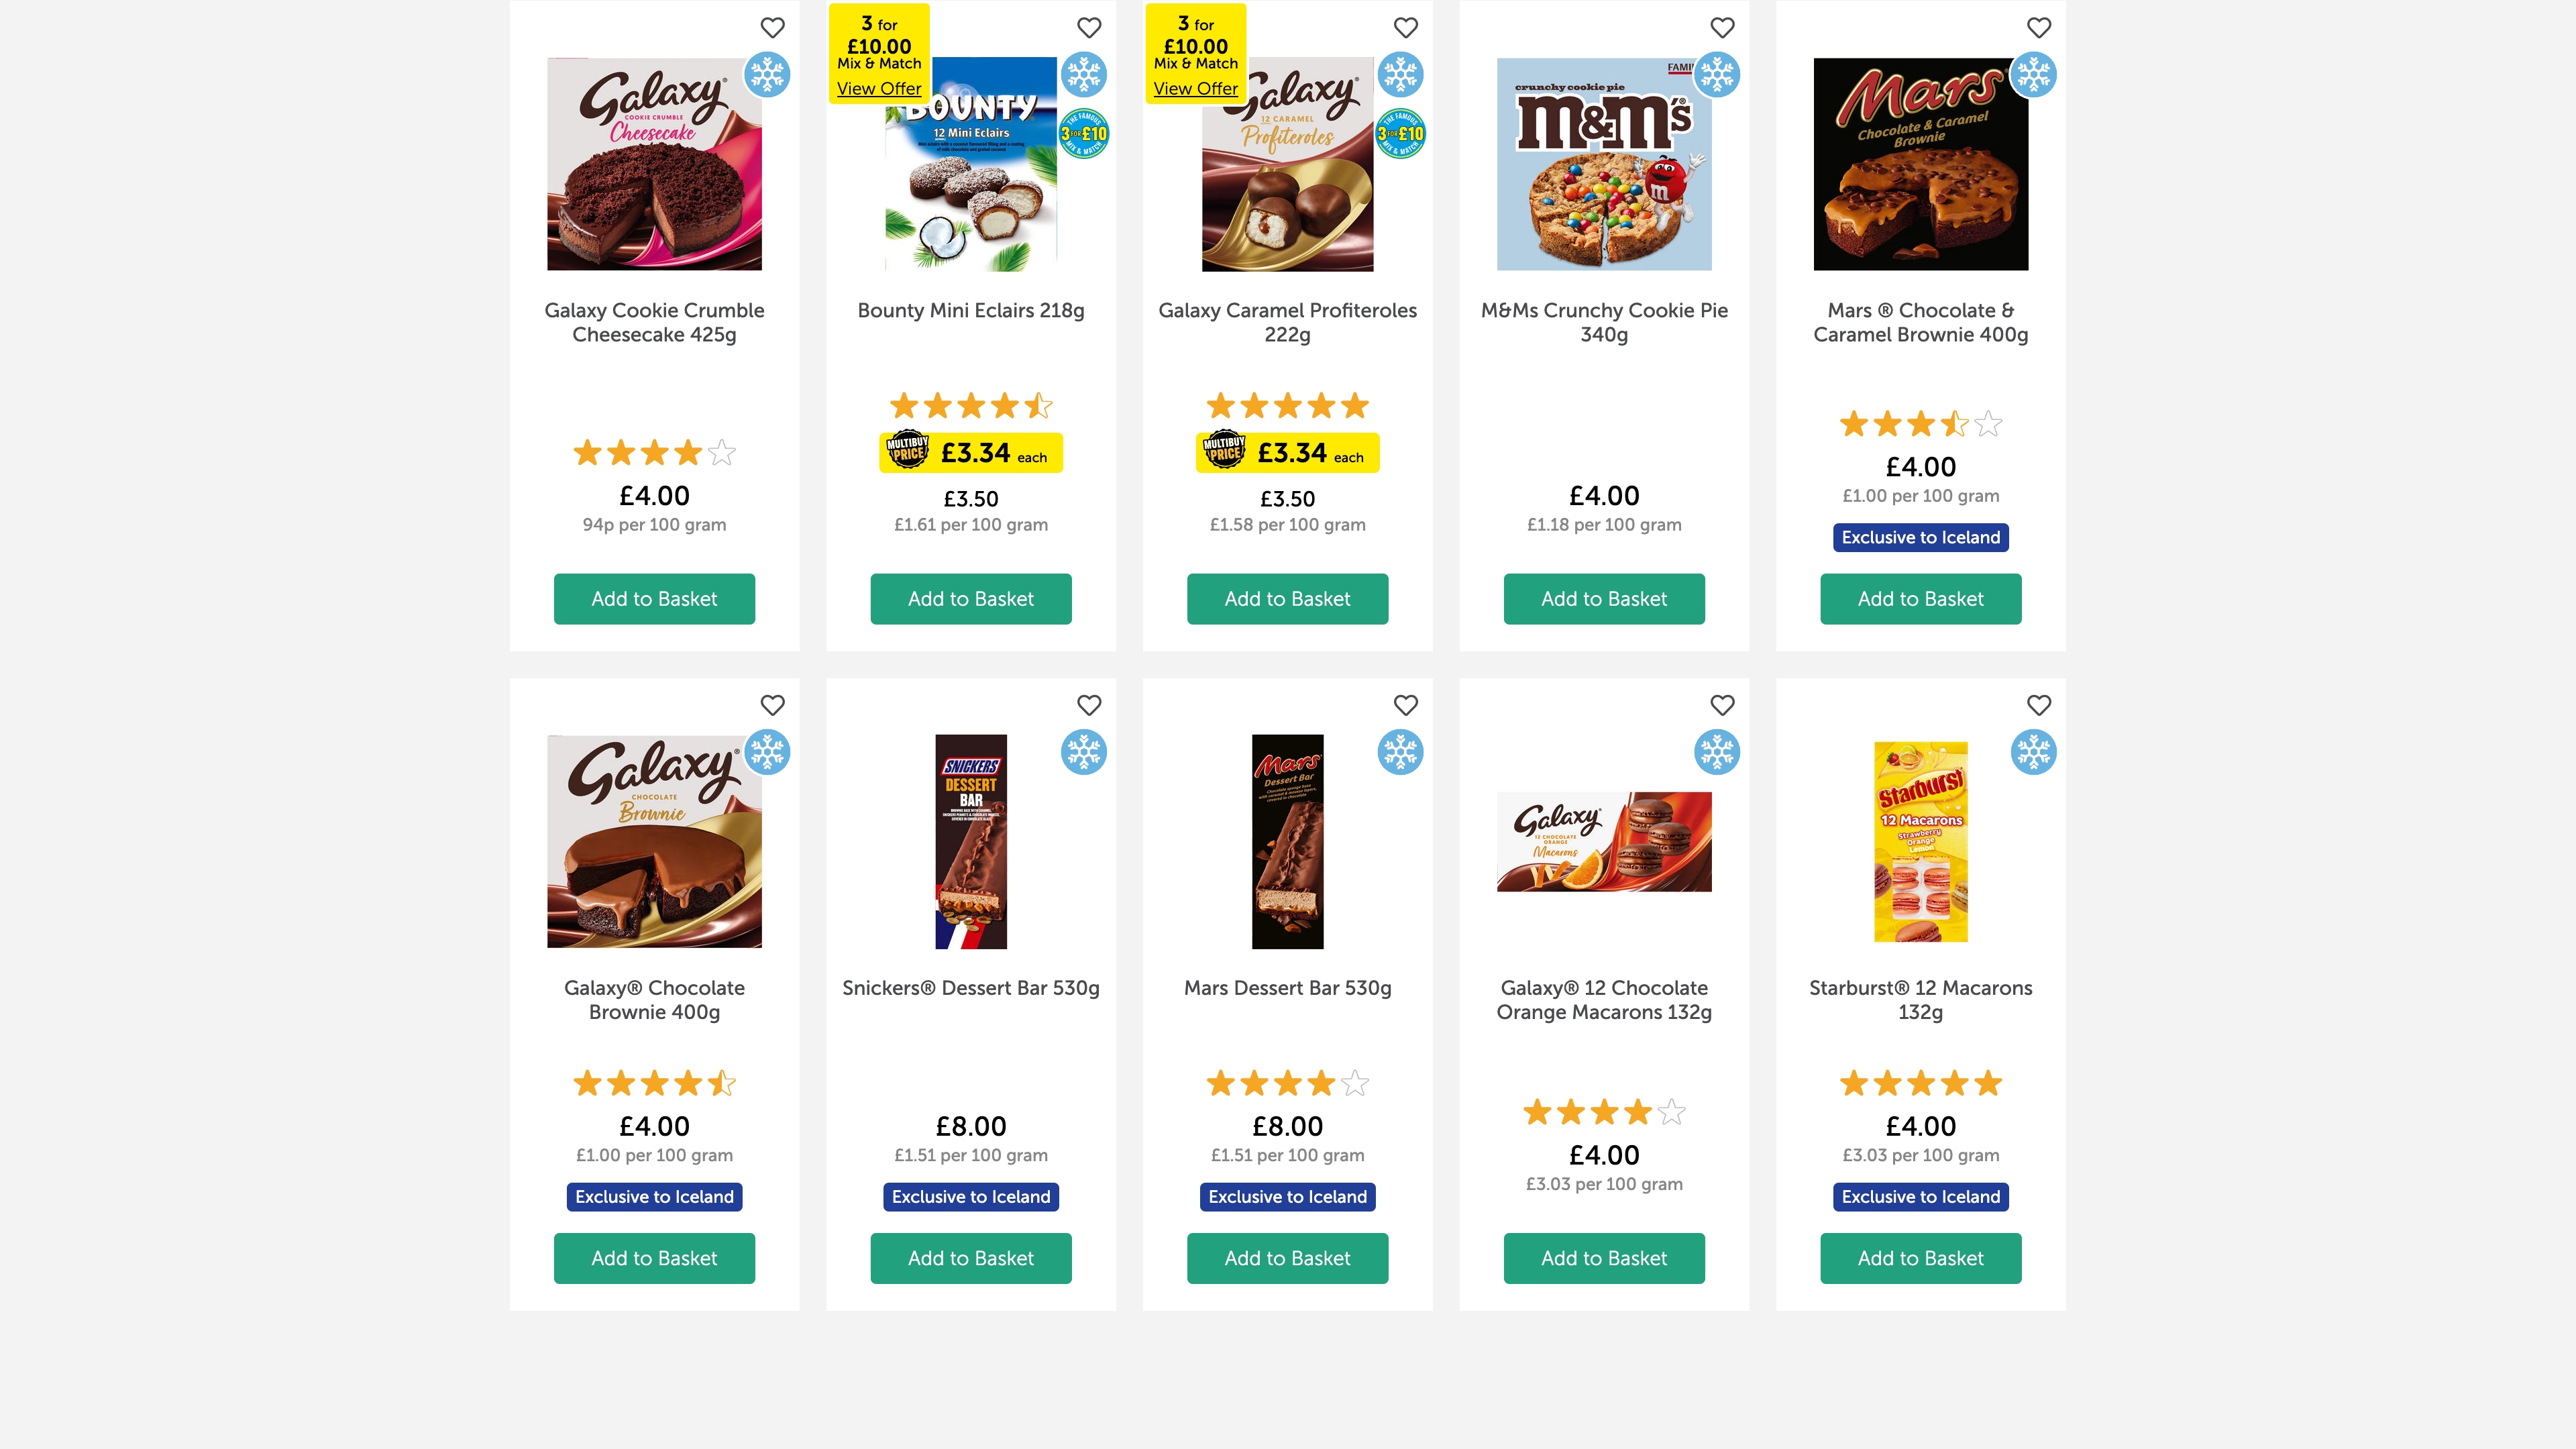 Galaxy
COOKIE CRUMBLE
Cheesecake
Galaxy Cookie Crumble
Cheesecake 425g
£4.00
94p per 100 gram
Add to Basket
3 for
£10.00
Mix & Match
View Offer
BOUNTY
12 Mini Eclairs
THE FAMOUS
3 FOR £10
MIX & MATCH
Bounty Mini Eclairs 218g
MULTIBUY
PRICE
£3.34 each
£3.50
£1.61 per 100 gram
Add to Basket
3 for
£10.00
Mix & Match
View Offer
Galaxy
12 CARAMEL
Profiteroles
THE FAMOUS
3 FOR £10
MIX & MATCH
Galaxy Caramel Profiteroles
222g
MULTIBUY
PRICE
£3.34 each
£3.50
£1.58 per 100 gram
Add to Basket
crunchy cookie pie
m&m's
m
M&Ms Crunchy Cookie Pie
340g
£4.00
£1.18 per 100 gram
Add to Basket
Mars
Chocolate & Caramel
Brownie
Mars ® Chocolate &
Caramel Brownie 400g
£4.00
£1.00 per 100 gram
Exclusive to Iceland
Add to Basket
Galaxy
CHOCOLATE
Brownie
Galaxy® Chocolate
Brownie 400g
£4.00
£1.00 per 100 gram
Exclusive to Iceland
Add to Basket
SNICKERS
DESSERT
BAR
Snickers® Dessert Bar 530g
£8.00
£1.51 per 100 gram
Exclusive to Iceland
Add to Basket
Mars
Dessert Bar
Mars Dessert Bar 530g
£8.00
£1.51 per 100 gram
Exclusive to Iceland
Add to Basket
Galaxy
12 CHOCOLATE
ORANGE
Macarons
Galaxy® 12 Chocolate
Orange Macarons 132g
£4.00
£3.03 per 100 gram
Add to Basket
Starburst
12 Macarons
Strawberry
Orange
Lemon
Starburst® 12 Macarons
132g
£4.00
£3.03 per 100 gram
Exclusive to Iceland
Add to Basket